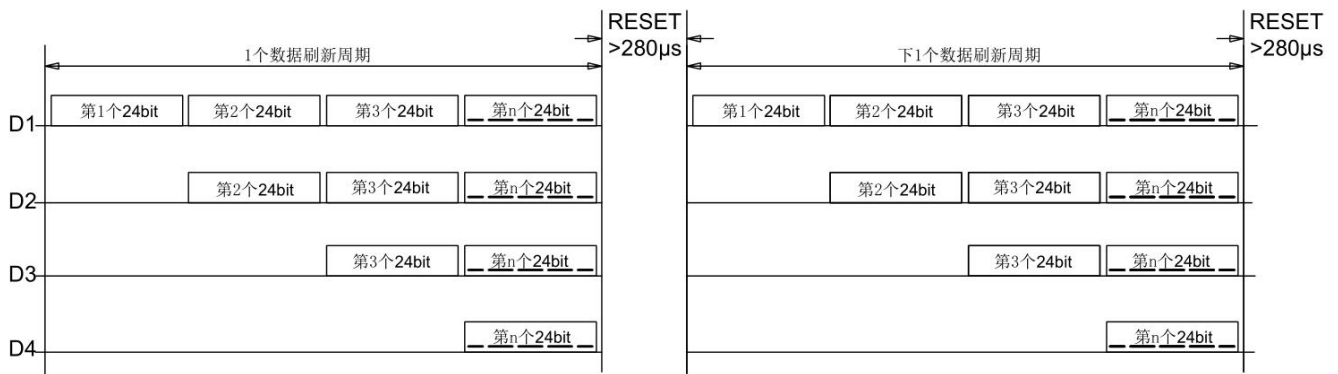 RESET
>280μs
RESET
>280μs
1个数据刷新周期
下1个数据刷新周期
D1 第1个24bit 第2个24bit 第3个24bit 第n个24bit 第1个24bit 第2个24bit 第3个24bit 第n个24bit
D2 第2个24bit 第3个24bit 第n个24bit 第2个24bit 第3个24bit 第n个24bit
D3 第3个24bit 第n个24bit 第3个24bit 第n个24bit
D4 第n个24bit 第n个24bit